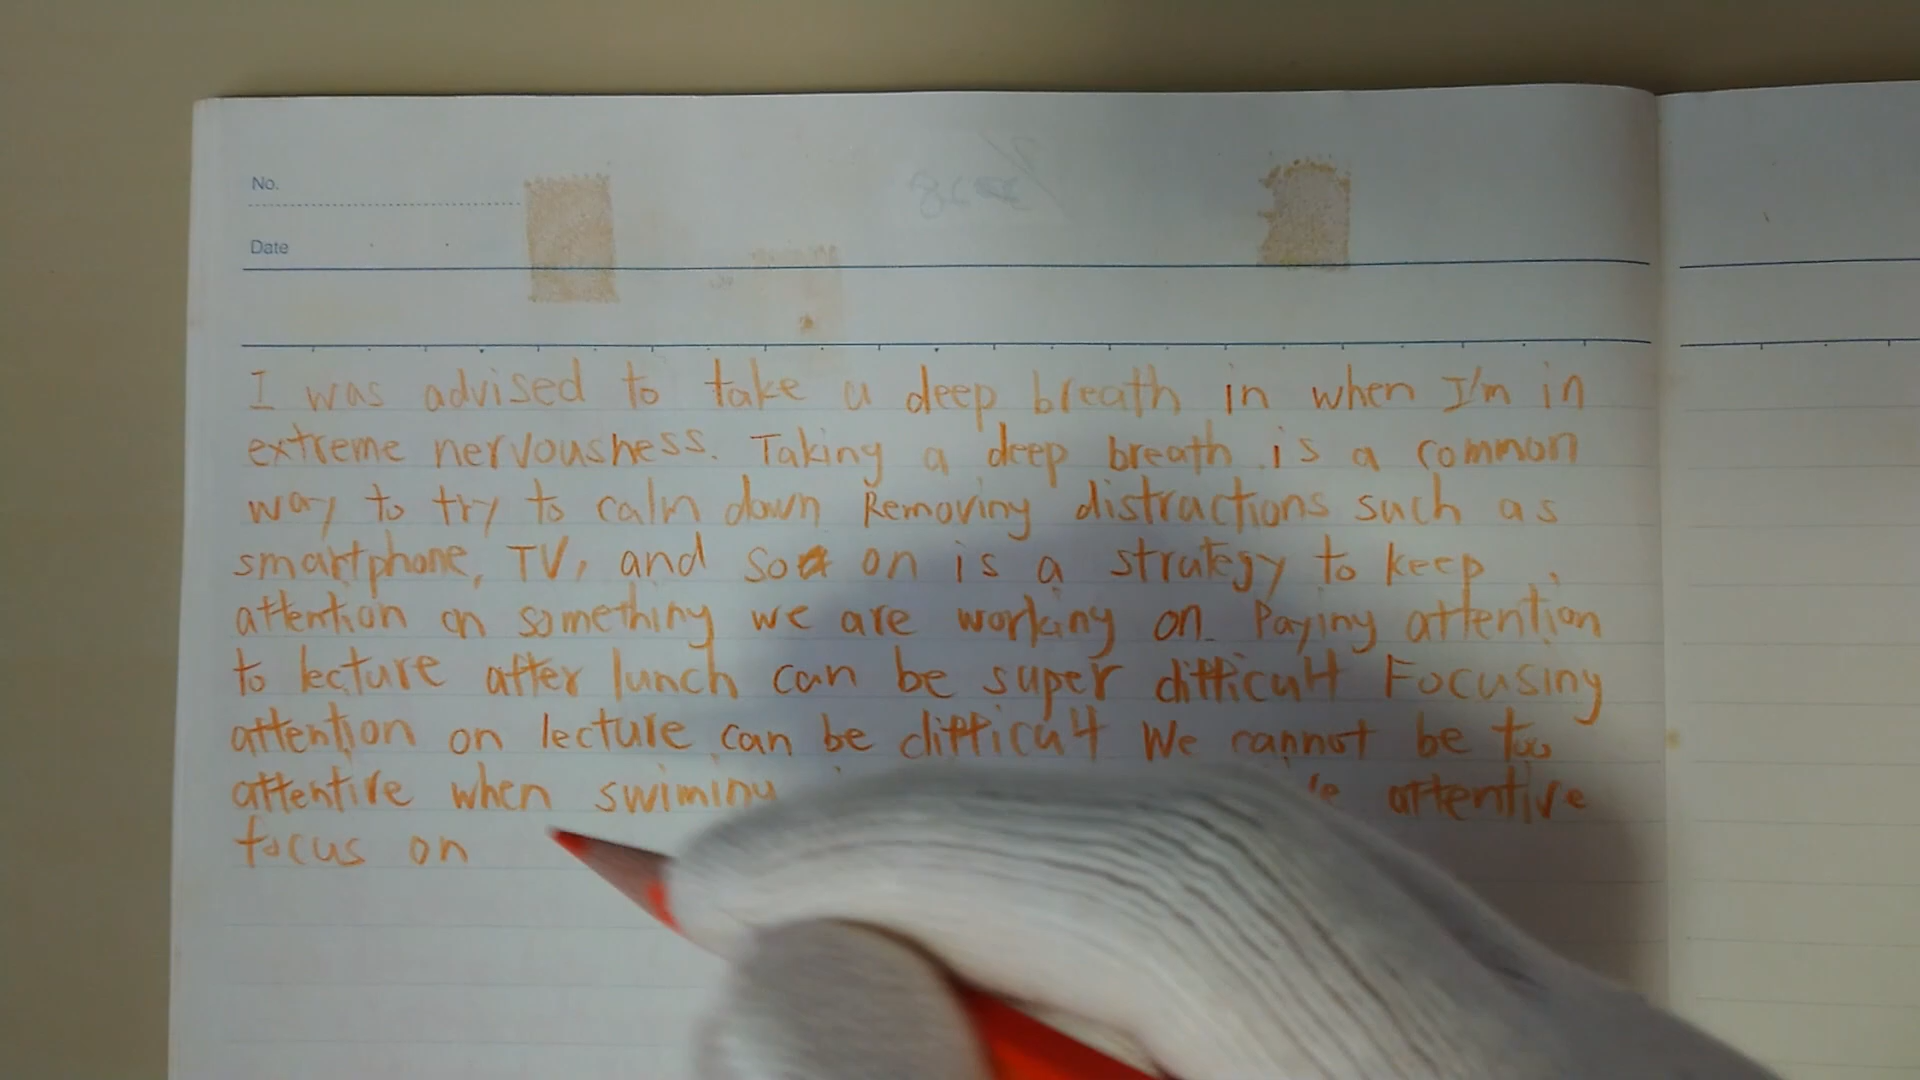 No.
Date
I was advised to take a deep breath in when I'm in
extreme nervousness. Taking a deep breath is a common
way to try to calm down Removing distractions such as
smartphone, TV, and so on is a strategy to keep
attention on something we are working on. Paying attention
to lecture after lunch can be super difficult Focusing
attention on lecture can be difficult We cannot be too
attentive when swiming attentive
focus on